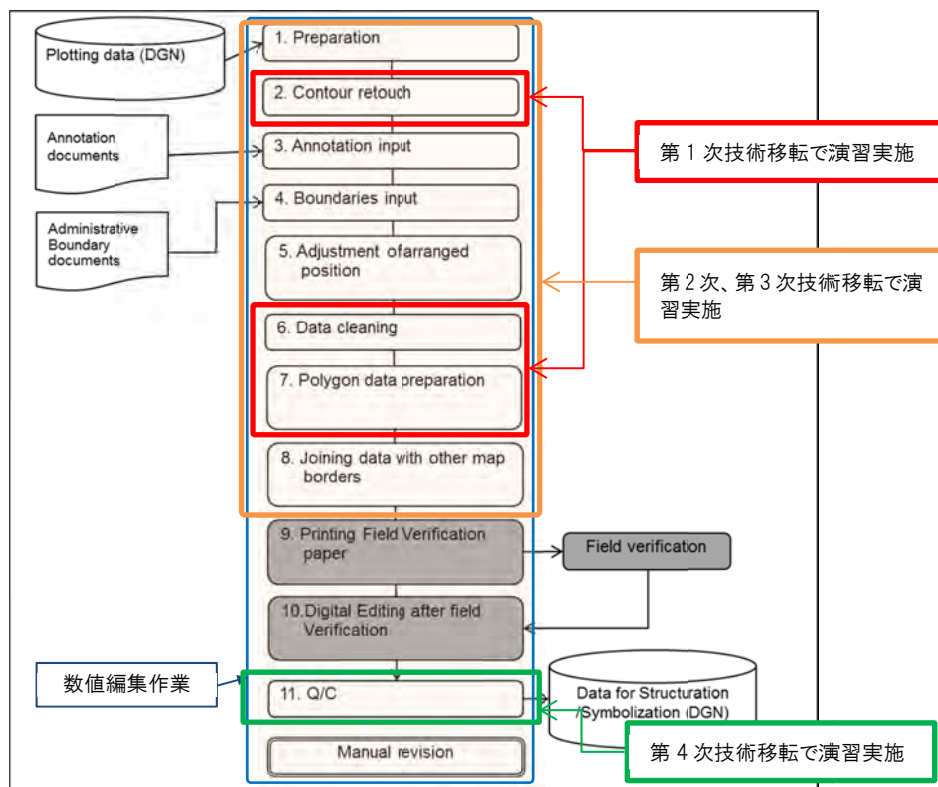 Plotting data (DGN)
1. Preparation
2. Contour retouch
第1次技術移転で演習実施
Annotation
documents
3. Annotation input
4. Boundaries input
Administrative
Boundary
documents
5. Adjustment ofarranged
position
第2次、第3次技術移転で演
習実施
6. Data cleaning
7. Polygon data preparation
8. Joining data with other map
borders
9. Printing Field Verification
paper
Field verification
10.Digital Editing after field
Verification
数値編集作業
11. Q/C
Data for Structuration
/Symbolization (DGN)
Manual revision
第4次技術移転で演習実施